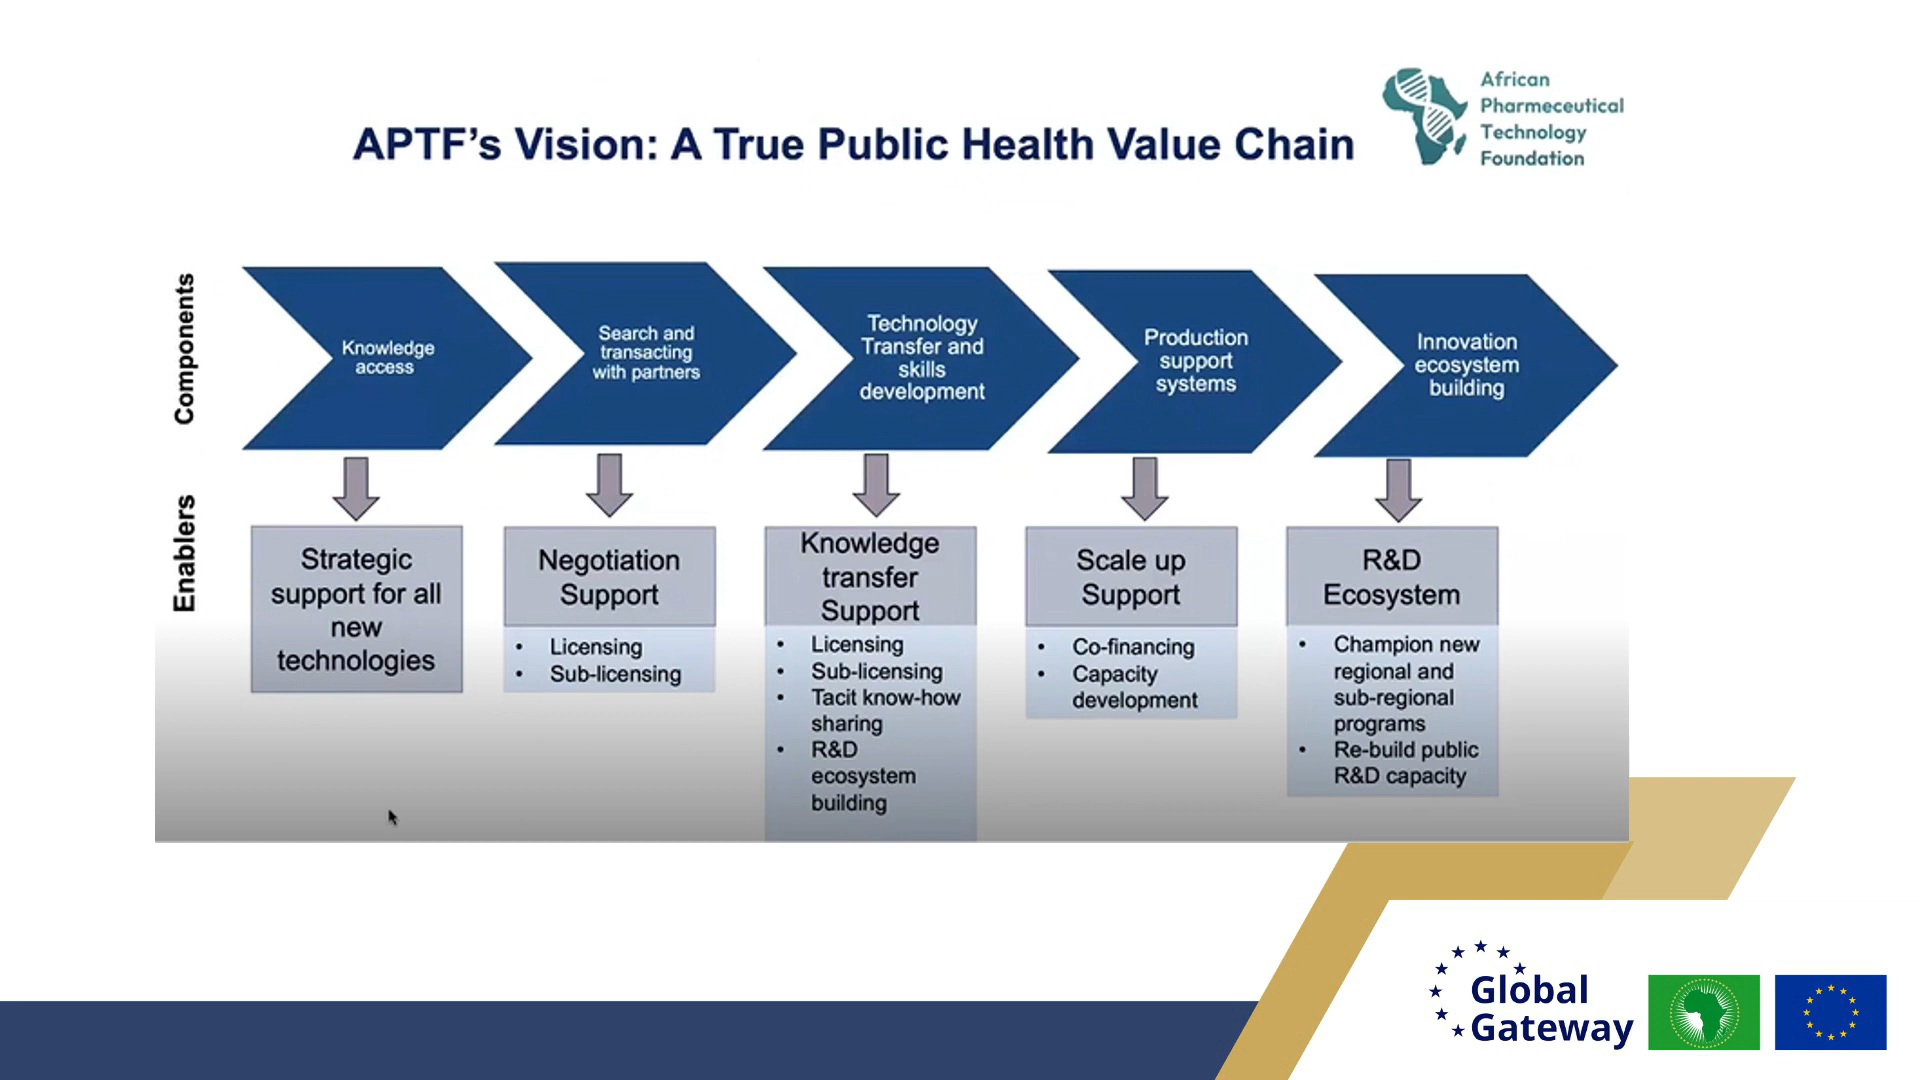 African
Pharmeceutical
Technology
Foundation
APTF's Vision: A True Public Health Value Chain
Components
Knowledge
access
Search and
transacting
with partners
Technology
Transfer and
skills
development
Production
support
systems
Innovation
ecosystem
building
Enablers
Strategic
support for all
new
technologies
Negotiation
Support
• Licensing
• Sub-licensing
Knowledge
transfer
Support
• Licensing
• Sub-licensing
• Tacit know-how
sharing
• R&D
ecosystem
building
Scale up
Support
• Co-financing
• Capacity
development
R&D
Ecosystem
• Champion new
regional and
sub-regional
programs
• Re-build public
R&D capacity
Global
Gateway